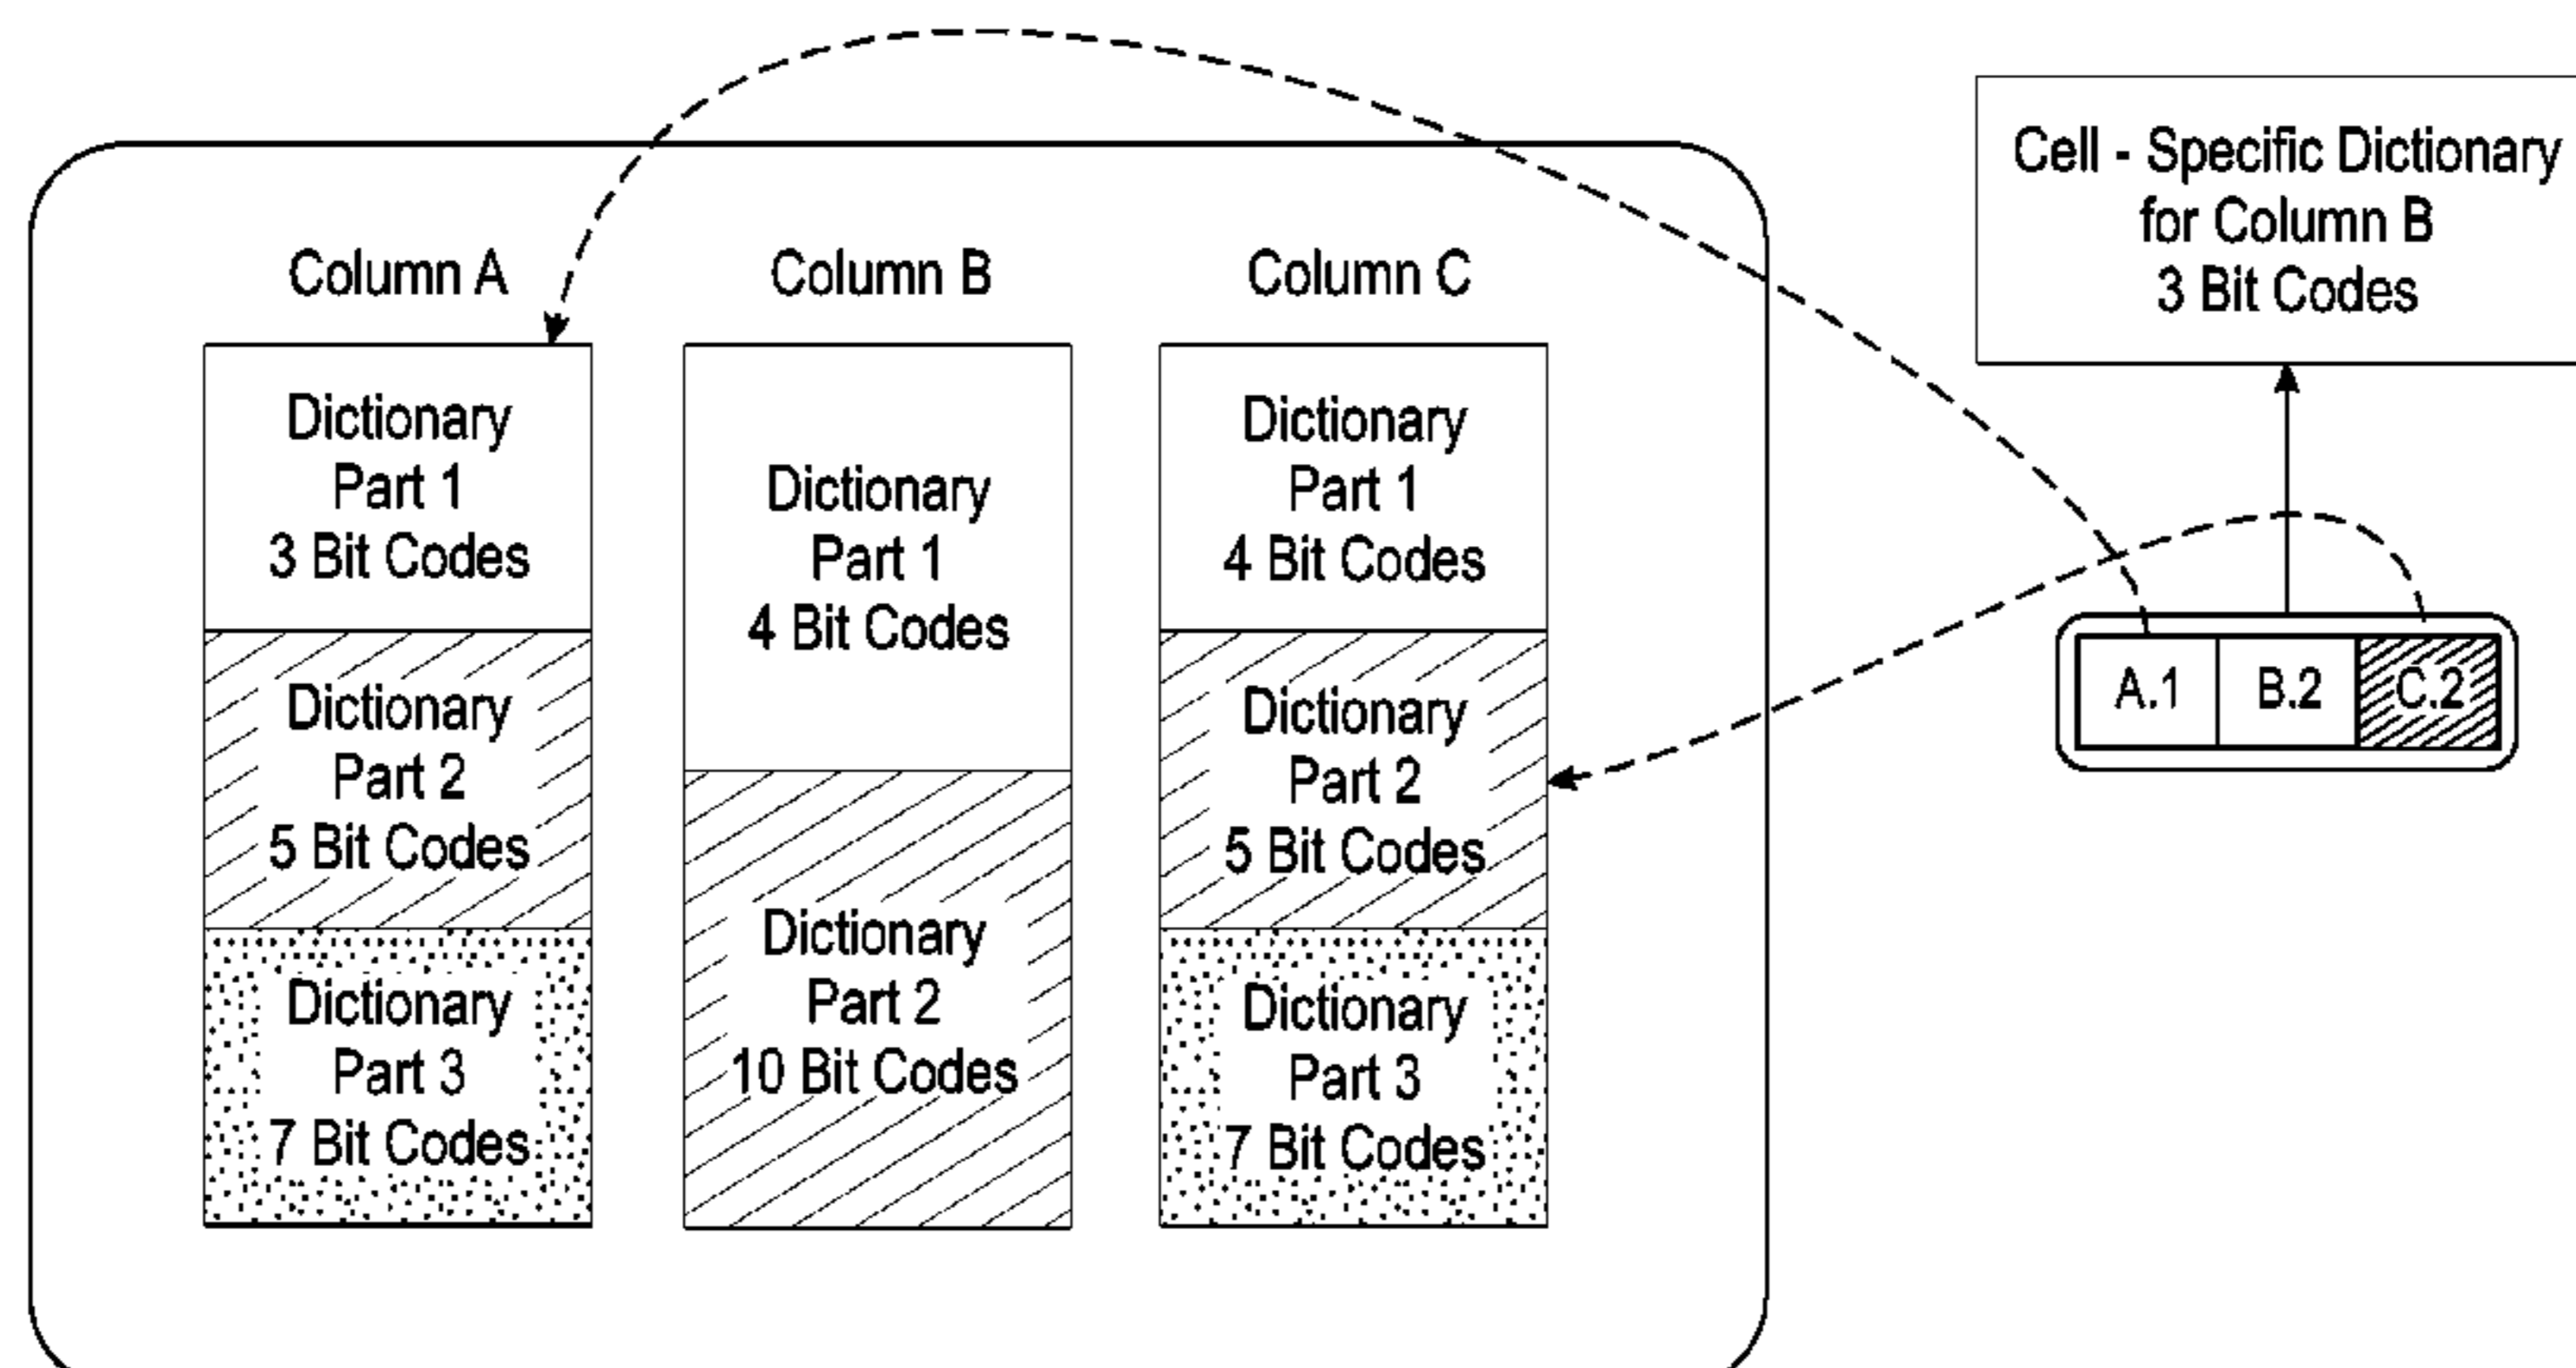 Cell - Specific Dictionary
for Column B
3 Bit Codes
Column A
Dictionary
Part 1
3 Bit Codes
Dictionary
Part 2
5 Bit Codes
Dictionary
Part 3
7 Bit Codes
Column B
Dictionary
Part 1
4 Bit Codes
Dictionary
Part 2
10 Bit Codes
Column C
Dictionary
Part 1
4 Bit Codes
Dictionary
Part 2
5 Bit Codes
Dictionary
Part 3
7 Bit Codes
A.1 B.2 C.2